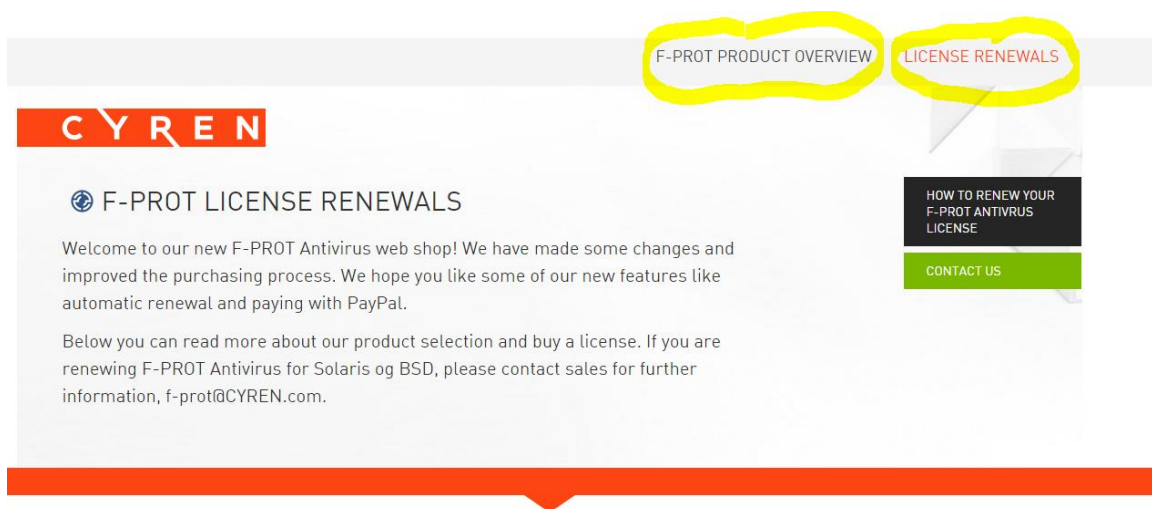 F-PROT PRODUCT OVERVIEW LICENSE RENEWALS
CYREN
F-PROT LICENSE RENEWALS
Welcome to our new F-PROT Antivirus web shop! We have made some changes and
improved the purchasing process. We hope you like some of our new features like
automatic renewal and paying with PayPal.
Below you can read more about our product selection and buy a license. If you are
renewing F-PROT Antivirus for Solaris og BSD, please contact sales for further
information, f-prot@CYREN.com.
HOW TO RENEW YOUR
F-PROT ANTIVRUS
LICENSE
CONTACT US